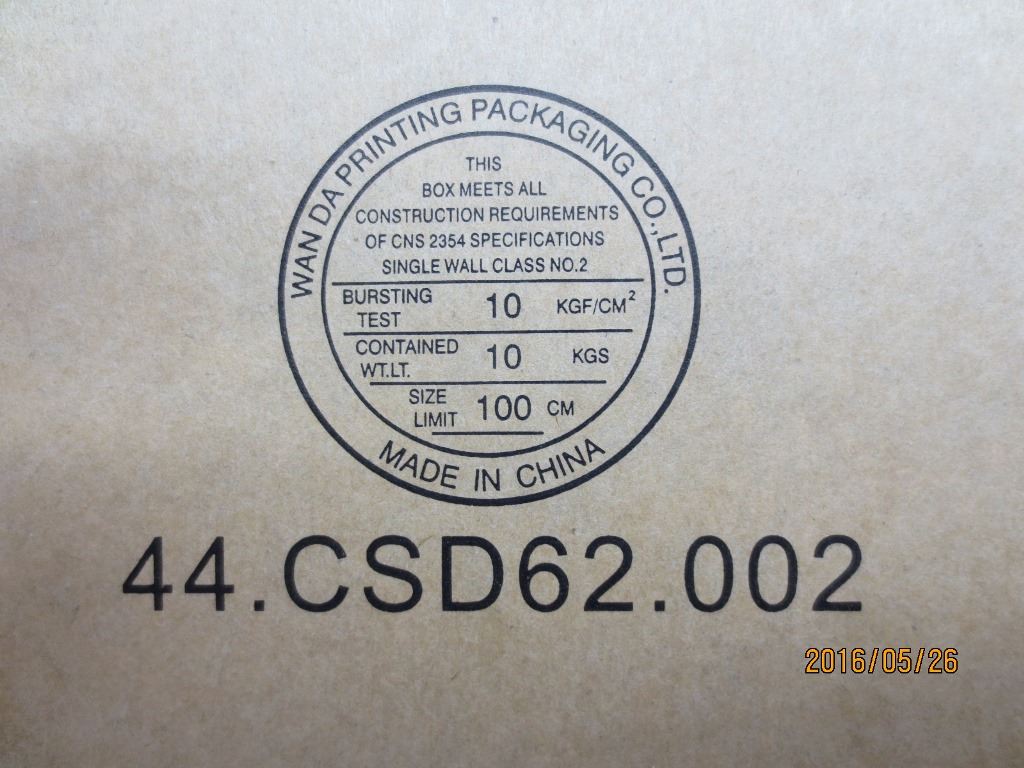 WAN DA PRINTING PACKAGING CO.,LTD.
THIS
BOX MEETS ALL
CONSTRUCTION REQUIREMENTS
OF CNS 2354 SPECIFICATIONS
SINGLE WALL CLASS NO.2
BURSTING TEST 10 KGF/CM²
CONTAINED WT.LT. 10 KGS
SIZE LIMIT 100 CM
MADE IN CHINA
44.CSD62.002
2016/05/26